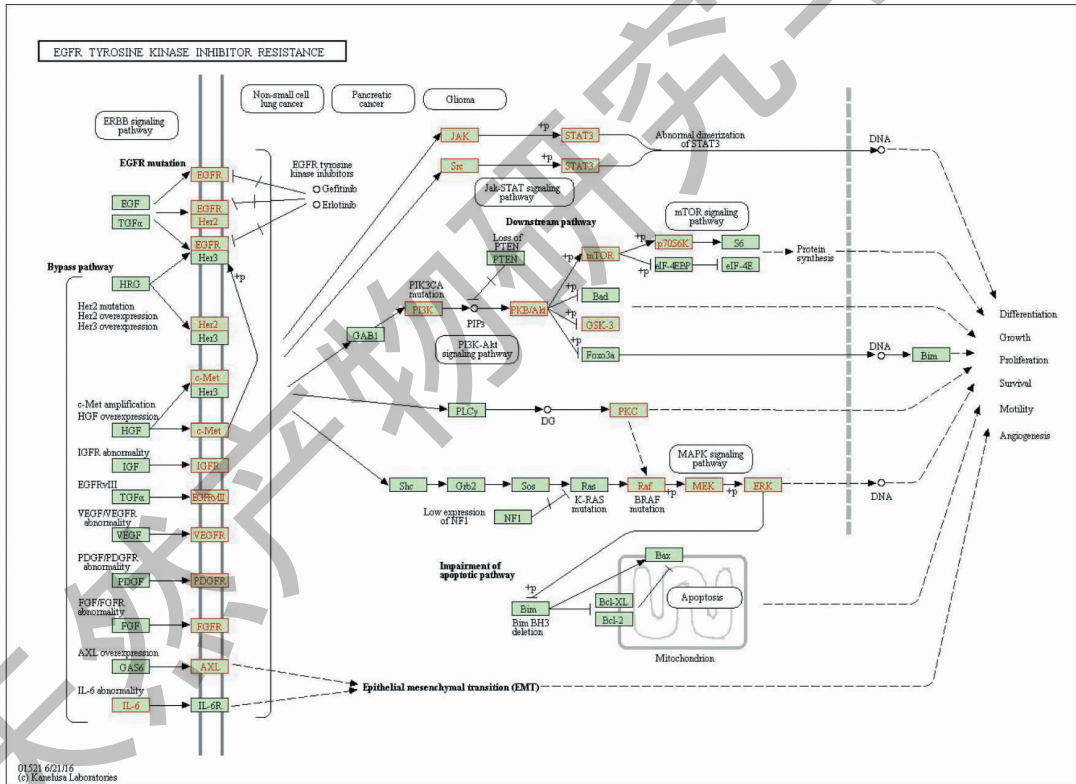 EGFR TYROSINE KINASE INHIBITOR RESISTANCE
Non-small cell
lung cancer
Pancreatic
cancer
Glioma
ERBB signaling
pathway
EGFR mutation
EGFR
EGF
TGFα
EGFR
Her2
EGFR
Her3
EGFR tyrosine
kinase inhibitors
Gefitinib
Erlotinib
JAK
+p
STAT3
Src
+p
STAT3
Abnormal dimerization
of STAT3
DNA
Jak-STAT signaling
pathway
Downstream pathway
mTOR signaling
pathway
Loss of
PTEN
PTEN
mTOR
+p
p70S6K
S6
+p
eIF-4EBP
eIF-4E
Protein
synthesis
Bypass pathway
HRG
+p
Her2 mutation
Her2 overexpression
Her3 overexpression
Her2
Her3
PIK3CA
mutation
PI3K
PIPs
PKB/Akt
+p
+p
Bad
+p
GSK-3
+p
Foxo3a
DNA
Bim
GAB1
PI3K-Akt
signaling pathway
Differentiation
Growth
Proliferation
Survival
Motility
Angiogenesis
c-Met
Her3
c-Met amplification
HGF overexpression
HGF
c-Met
PLCγ
DG
PKC
IGFR abnormality
IGF
IGFR
MAPK signaling
pathway
Shc
Grb2
Sos
Ras
Raf
+p
MEK
+p
ERK
DNA
K-RAS
mutation
BRAF
mutation
Low expression
of NF1
NF1
EGFRvIII
TGFα
EGFRvIII
VEGF/VEGFR
abnormality
VEGF
VEGFR
PDGF/PDGFR
abnormality
PDGF
PDGFR
Impairment of
apoptotic pathway
+p
Bim
Bim BH3
deletion
Bax
Bcl-XL
Bcl-2
Apoptosis
Mitochondrion
FGF/FGFR
abnormality
FGF
FGFR
AXL overexpression
GAS6
AXL
Epithelial mesenchymal transition (EMT)
IL-6 abnormality
IL-6
IL-6R
01521 6/21/16
(c) Kanehisa Laboratories
天然产物研究